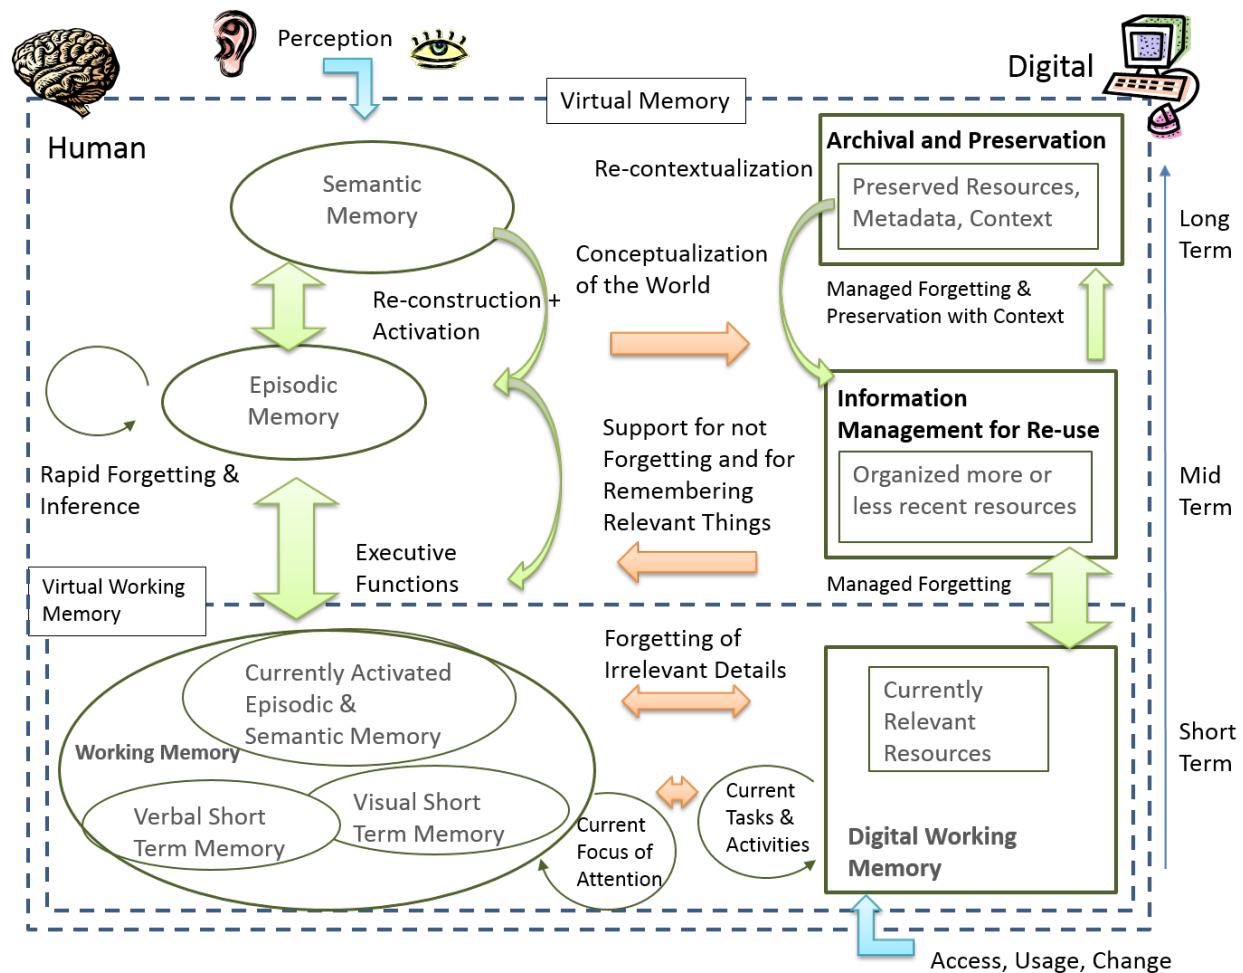 Perception
Digital
Virtual Memory
Human
Archival and Preservation
Re-contextualization
Preserved Resources,
Metadata, Context
Semantic
Memory
Long
Term
Conceptualization
of the World
Re-construction +
Activation
Managed Forgetting &
Preservation with Context
Episodic
Memory
Information
Management for Re-use
Support for not
Forgetting and for
Remembering
Relevant Things
Organized more or
less recent resources
Rapid Forgetting &
Inference
Mid
Term
Executive
Functions
Managed Forgetting
Virtual Working
Memory
Forgetting of
Irrelevant Details
Currently Activated
Episodic &
Semantic Memory
Working Memory
Currently
Relevant
Resources
Short
Term
Verbal Short
Term Memory
Visual Short
Term Memory
Current
Focus of
Attention
Current
Tasks &
Activities
Digital Working
Memory
Access, Usage, Change